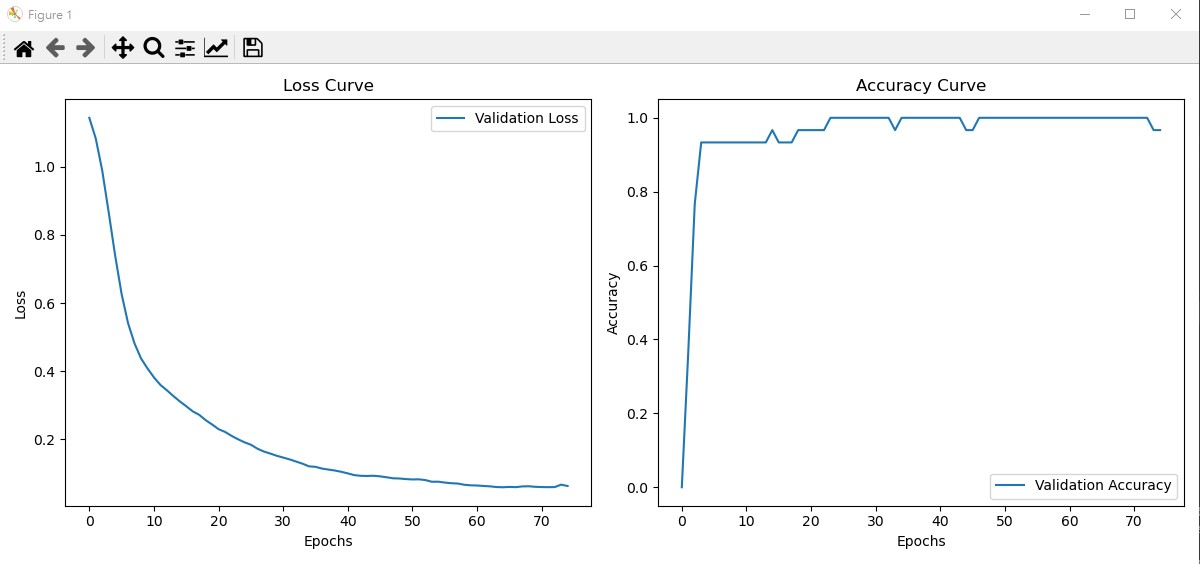 Figure 1
Loss Curve
Validation Loss
1.0
0.8
0.6
0.4
0.2
Loss
0 10 20 30 40 50 60 70
Epochs
Accuracy Curve
1.0
0.8
0.6
0.4
0.2
0.0
Accuracy
Validation Accuracy
0 10 20 30 40 50 60 70
Epochs